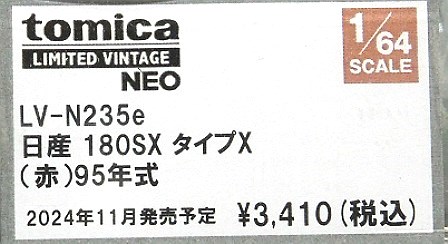 tomica
LIMITED VINTAGE
NEO
1/64
SCALE
LV-N235e
日産 180SX タイプX
(赤)95年式
2024年11月発売予定 ¥3,410(税込)